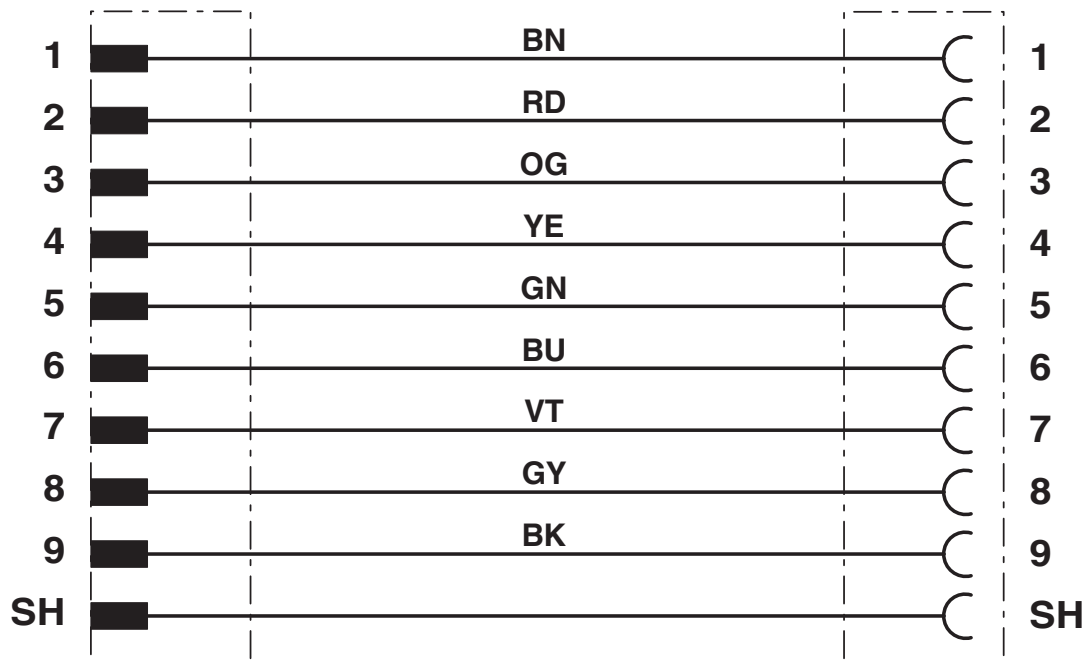 1 BN 1
2 RD 2
3 OG 3
4 YE 4
5 GN 5
6 BU 6
7 VT 7
8 GY 8
9 BK 9
SH SH